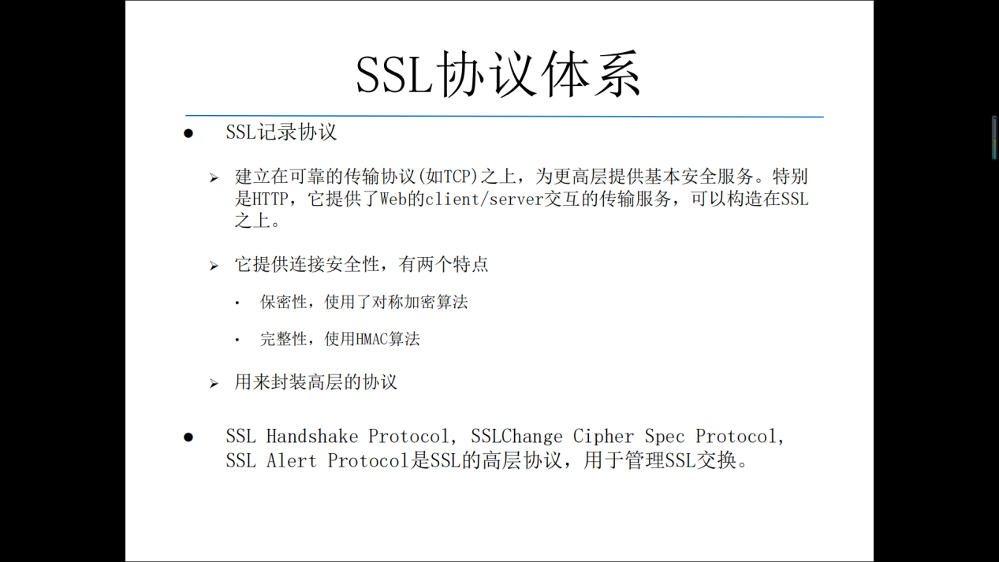 SSL协议体系
● SSL记录协议
➢ 建立在可靠的传输协议(如TCP)之上，为更高层提供基本安全服务。特别
是HTTP，它提供了Web的client/server交互的传输服务，可以构造在SSL
之上。
➢ 它提供连接安全性，有两个特点
• 保密性，使用了对称加密算法
• 完整性，使用HMAC算法
➢ 用来封装高层的协议
● SSL Handshake Protocol, SSLChange Cipher Spec Protocol,
SSL Alert Protocol是SSL的高层协议，用于管理SSL交换。